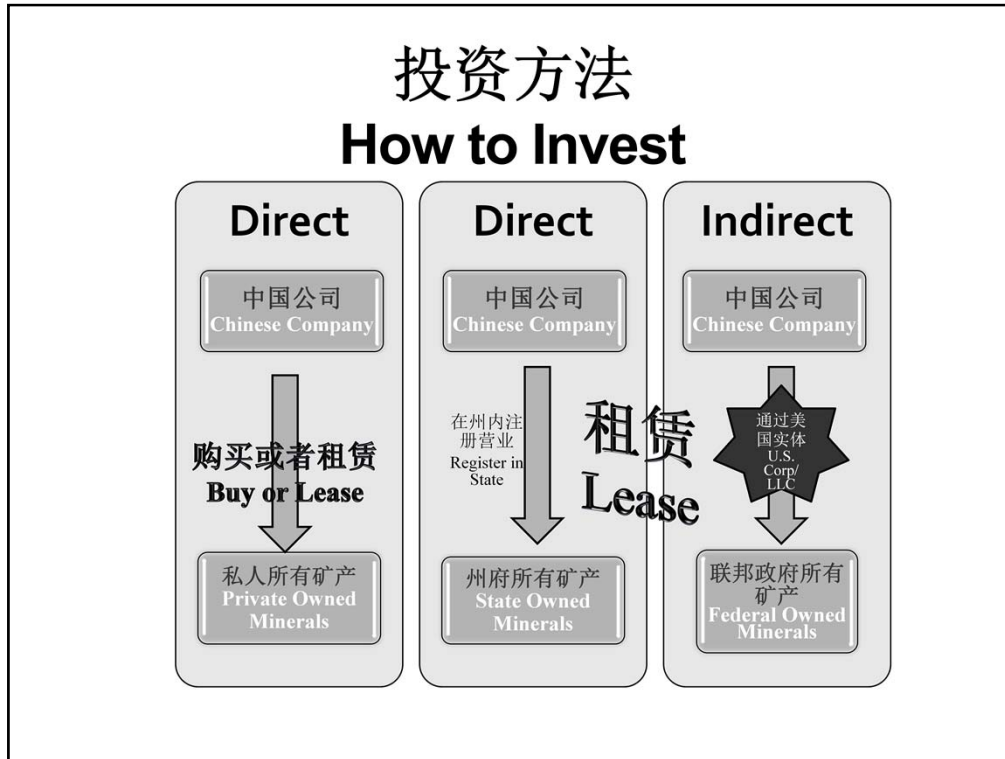 投资方法
How to Invest
Direct
中国公司
Chinese Company
购买或者租赁
Buy or Lease
私人所有矿产
Private Owned
Minerals
Direct
中国公司
Chinese Company
在州内注
册营业
Register in
State
租赁
Lease
州府所有矿产
State Owned
Minerals
Indirect
中国公司
Chinese Company
通过美
国实体
U.S.
Corp/
LLC
联邦政府所有
矿产
Federal Owned
Minerals